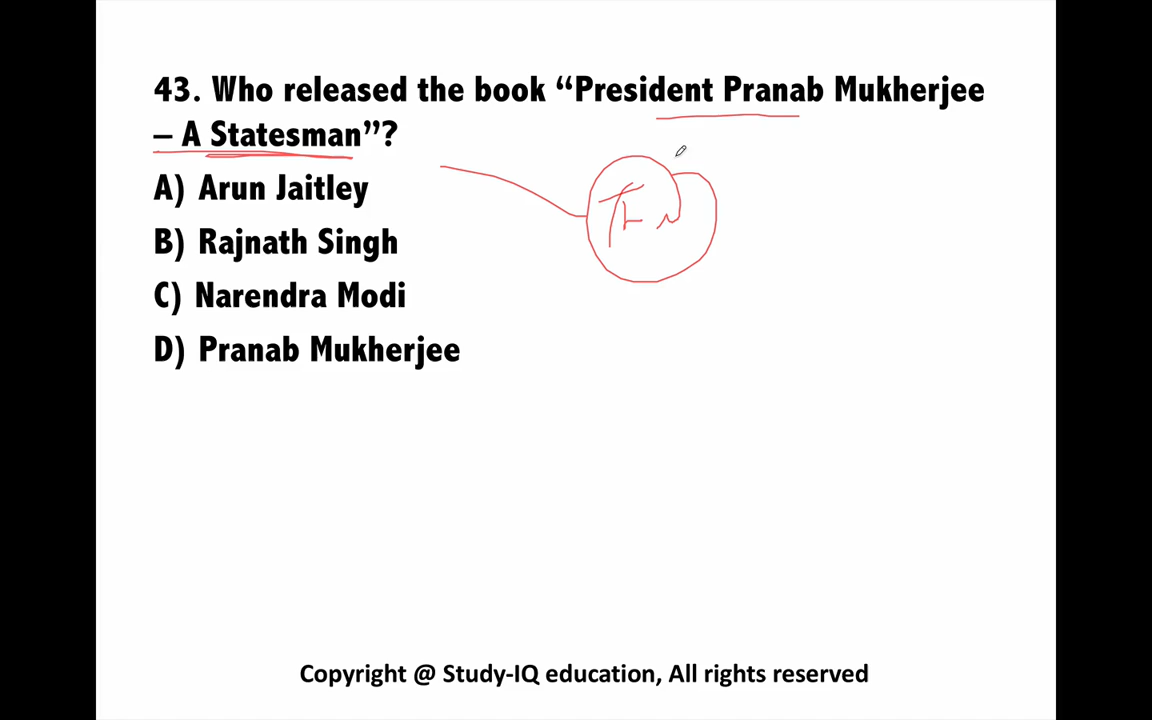 43. Who released the book “President Pranab Mukherjee
– A Statesman”?
A) Arun Jaitley
B) Rajnath Singh
C) Narendra Modi
D) Pranab Mukherjee
Copyright @ Study-IQ education, All rights reserved